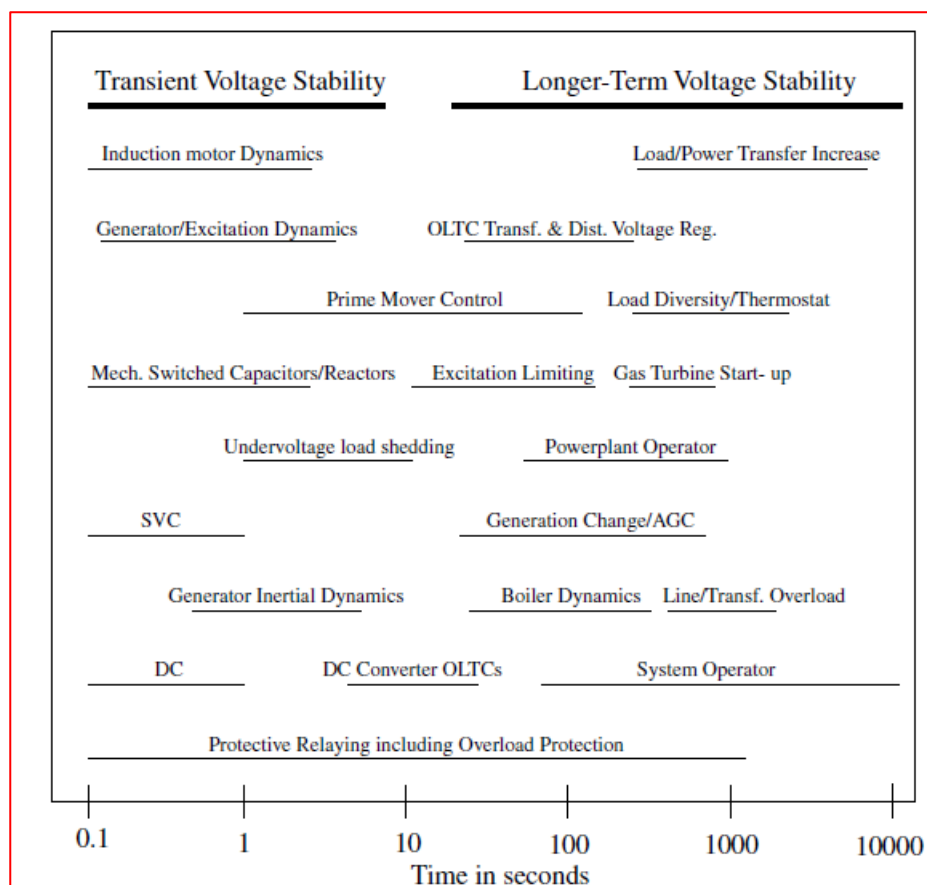 Transient Voltage Stability
Longer-Term Voltage Stability
Induction motor Dynamics
Load/Power Transfer Increase
Generator/Excitation Dynamics
OLTC Transf. & Dist. Voltage Reg.
Prime Mover Control
Load Diversity/Thermostat
Mech. Switched Capacitors/Reactors
Excitation Limiting
Gas Turbine Start- up
Undervoltage load shedding
Powerplant Operator
SVC
Generation Change/AGC
Generator Inertial Dynamics
Boiler Dynamics
Line/Transf. Overload
DC
DC Converter OLTCs
System Operator
Protective Relaying including Overload Protection
0.1
1
10
100
1000
10000
Time in seconds